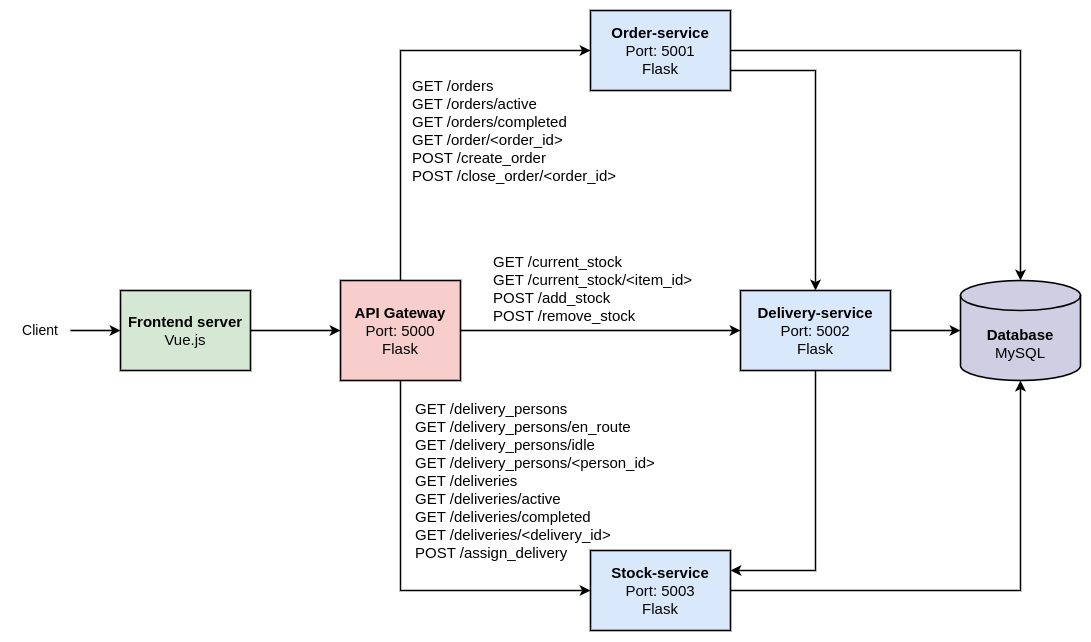 Order-service
Port: 5001
Flask
GET /orders
GET /orders/active
GET /orders/completed
GET /order/<order_id>
POST /create_order
POST /close_order/<order_id>
GET /current_stock
GET /current_stock/<item_id>
POST /add_stock
POST /remove_stock
Client
Frontend server
Vue.js
API Gateway
Port: 5000
Flask
Delivery-service
Port: 5002
Flask
Database
MySQL
GET /delivery_persons
GET /delivery_persons/en_route
GET /delivery_persons/idle
GET /delivery_persons/<person_id>
GET /deliveries
GET /deliveries/active
GET /deliveries/completed
GET /deliveries/<delivery_id>
POST /assign_delivery
Stock-service
Port: 5003
Flask